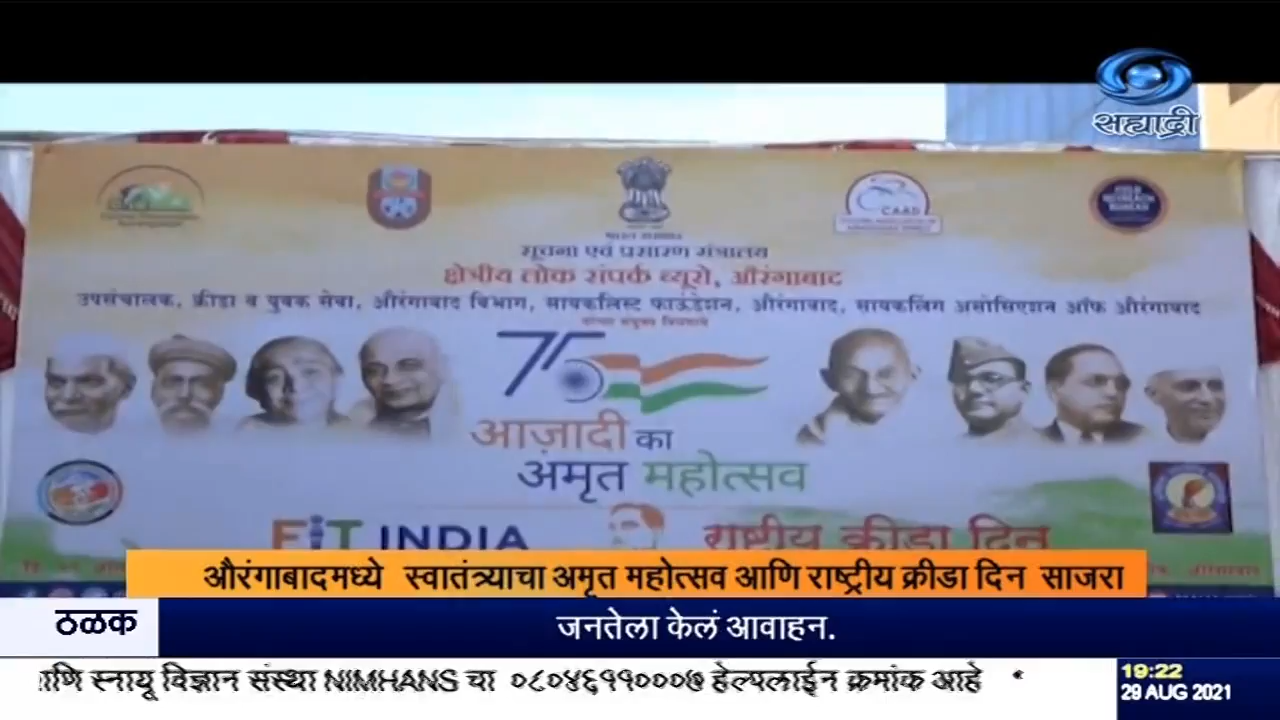 सह्याद्री
CAAD
सूचना एवं प्रसारण मंत्रालय
क्षेत्रीय लोक संपर्क ब्यूरो, औरंगाबाद
उपसंचालक, क्रीडा व युवक सेवा, औरंगाबाद विभाग, सायकलिस्ट फाऊंडेशन, औरंगाबाद, सायकलिंग असोसिएशन ऑफ औरंगाबाद
75
आज़ादी का
अमृत महोत्सव
FIT INDIA राष्ट्रीय क्रीडा दिन
औरंगाबादमध्ये स्वातंत्र्याचा अमृत महोत्सव आणि राष्ट्रीय क्रीडा दिन साजरा
ठळक
जनतेला केलं आवाहन.
स्नायू विज्ञान संस्था NIMHANS चा ०८०४६११०००७ हेल्पलाईन क्रमांक आहे
19:22
29 AUG 2021